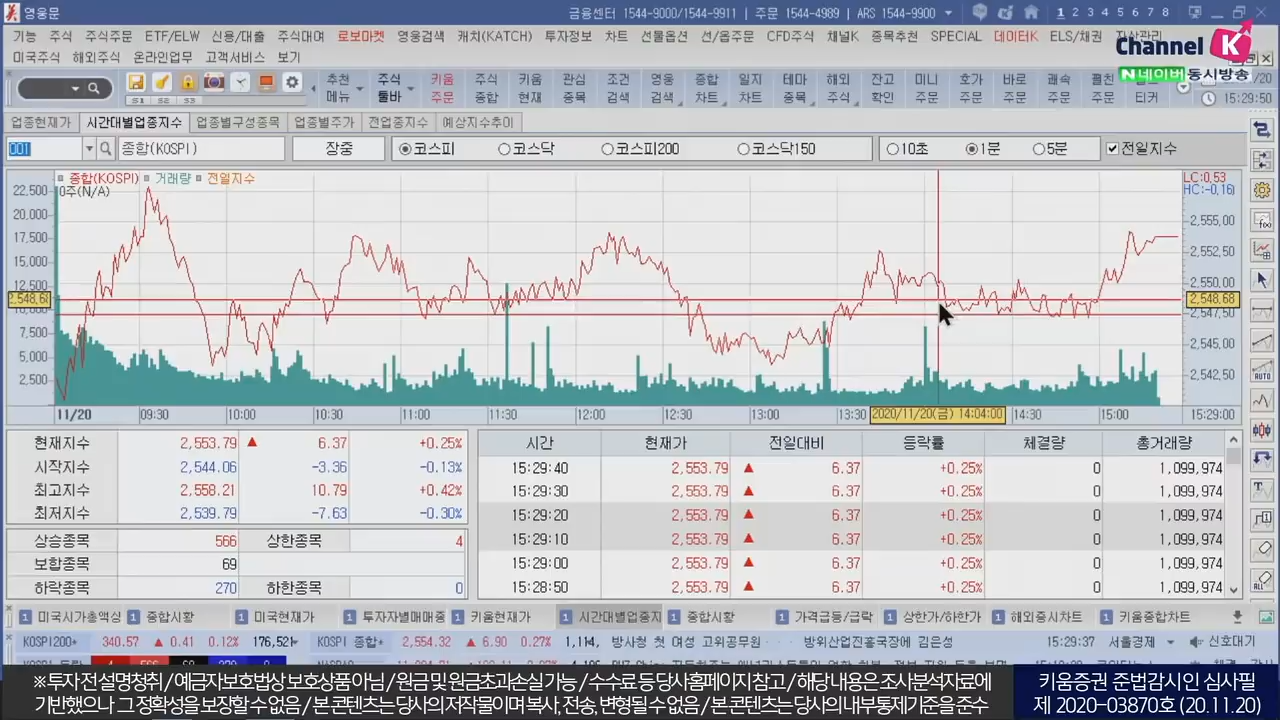 영웅문 금융센터 1544-9000/1544-9911 | 주문 1544-4989 | ARS 1544-9900 1 2 3 4 5 6 7 8
기능 주식 주식주문 ETF/ELW 신용/대출 주식대여 로보마켓 영웅검색 캐치(KATCH) 투자정보 차트 선물옵션 선/옵주문 CFD주식 채널K 종목추천 SPECIAL 데이터K ELS/채권 자산관리
미국주식 해외주식 온라인업무 고객서비스 보기
Channel K
N 네이버 동시방송
추천 주식 키움 주식 키움 관심 조건 영웅 종합 일지 테마 해외 잔고 미니 호가 바로 쾌속
메뉴 툴바 주문 종합 현재 종목 검색 검색 차트 차트 종목 주식 확인 주문 주문 주문 주문 주문 티커
S1 S2 S3
15:29:50
업종현재가 시간대별업종지수 업종별구성종목 업종별주가 전업종지수 예상지수추이
001 종합(KOSPI) 장중 코스피 코스닥 코스피200 코스닥150 10초 1분 5분 전일지수
종합(KOSPI) 거래량 전일지수
0주(N/A)
LC:0,53
HC:-0,16
22,500
20,000
17,500
15,000
12,500
10,000
7,500
5,000
2,500
2,548,68
2,555,00
2,552,50
2,550,00
2,548,68
2,547,50
2,545,00
2,542,50
11/20 09:30 10:00 10:30 11:00 11:30 12:00 12:30 13:00 13:30 2020/11/20(금) 14:04:00 14:30 15:00 15:29:00
현재지수 2,553.79 ▲ 6.37 +0.25%
시작지수 2,544.06 -3.36 -0.13%
최고지수 2,558.21 10.79 +0.42%
최저지수 2,539.79 -7.63 -0.30%
상승종목 566 상한종목 4
보합종목 69
하락종목 270 하한종목 0
시간 현재가 전일대비 등락률 체결량 총거래량
15:29:40 2,553.79 ▲ 6.37 +0.25% 0 1,099,974
15:29:30 2,553.79 ▲ 6.37 +0.25% 0 1,099,974
15:29:20 2,553.79 ▲ 6.37 +0.25% 0 1,099,974
15:29:10 2,553.79 ▲ 6.37 +0.25% 0 1,099,974
15:29:00 2,553.79 ▲ 6.37 +0.25% 0 1,099,974
15:28:50 2,553.79 ▲ 6.37 +0.25% 0 1,099,974
1 미국시가총액상 1 종합시황 1 미국현재가 1 투자자별매매종 1 키움현재가 1 시간대별업종지 1 종합시황 1 가격급등/급락 1 상한가/하한가 1 해외증시차트 1 키움종합차트
KOSPI200* 340.57 ▲ 0.41 0.12% 176,521 KOSPI 종합* 2,554.32 ▲ 6.90 0.27% 1,114, 방사청 첫 여성 고위공무원··· 방위산업진흥국장에 김은성 15:29:37 서울경제 신호대기
※ 투자 전 설명청취 / 예금자보호법상 보호상품 아님 / 원금 및 원금초과손실 가능 / 수수료 등 당사홈페이지 참고 / 해당 내용은 조사분석자료에
기반했으나 그 정확성을 보장할 수 없음 / 본 콘텐츠는 당사의 저작물이며 복사, 전송, 변형될 수 없음 / 본 콘텐츠는 당사의 내부통제기준을 준수
키움증권 준법감시인 심사필
제 2020-03870호 (20.11.20)